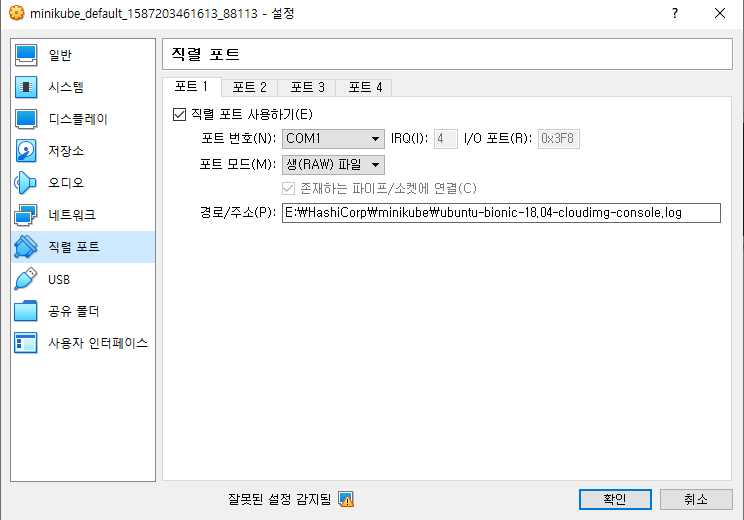 minikube_default_1587203461613_88113 - 설정
?
일반
시스템
디스플레이
저장소
오디오
네트워크
직렬 포트
USB
공유 폴더
사용자 인터페이스
직렬 포트
포트 1 포트 2 포트 3 포트 4
직렬 포트 사용하기(E)
포트 번호(N): COM1 IRQ(I): 4 I/O 포트(R): 0x3F8
포트 모드(M): 생(RAW) 파일
존재하는 파이프/소켓에 연결(C)
경로/주소(P): E:₩HashiCorp₩minikube₩ubuntu-bionic-18.04-cloudimg-console.log
잘못된 설정 감지됨
확인 취소